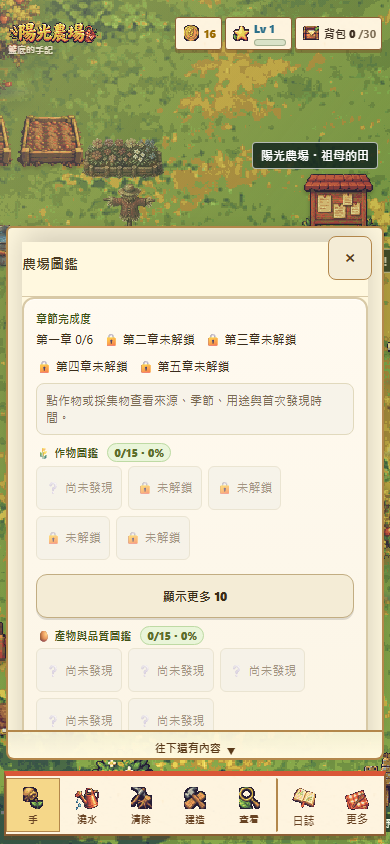 陽光農場
籃底的手記
16
Lv 1
背包 0 /30
陽光農場・祖母的田
農場圖鑑
×
章節完成度
第一章 0/6 第二章未解鎖 第三章未解鎖
第四章未解鎖 第五章未解鎖
點作物或採集物查看來源、季節、用途與首次發現時
間。
作物圖鑑 0/15・0%
尚未發現 未解鎖 未解鎖
未解鎖 未解鎖
顯示更多 10
產物與品質圖鑑 0/15・0%
尚未發現 尚未發現 尚未發現
尚未發現 尚未發現
往下還有內容 ▼
手 澆水 清除 建造 查看 日誌 更多